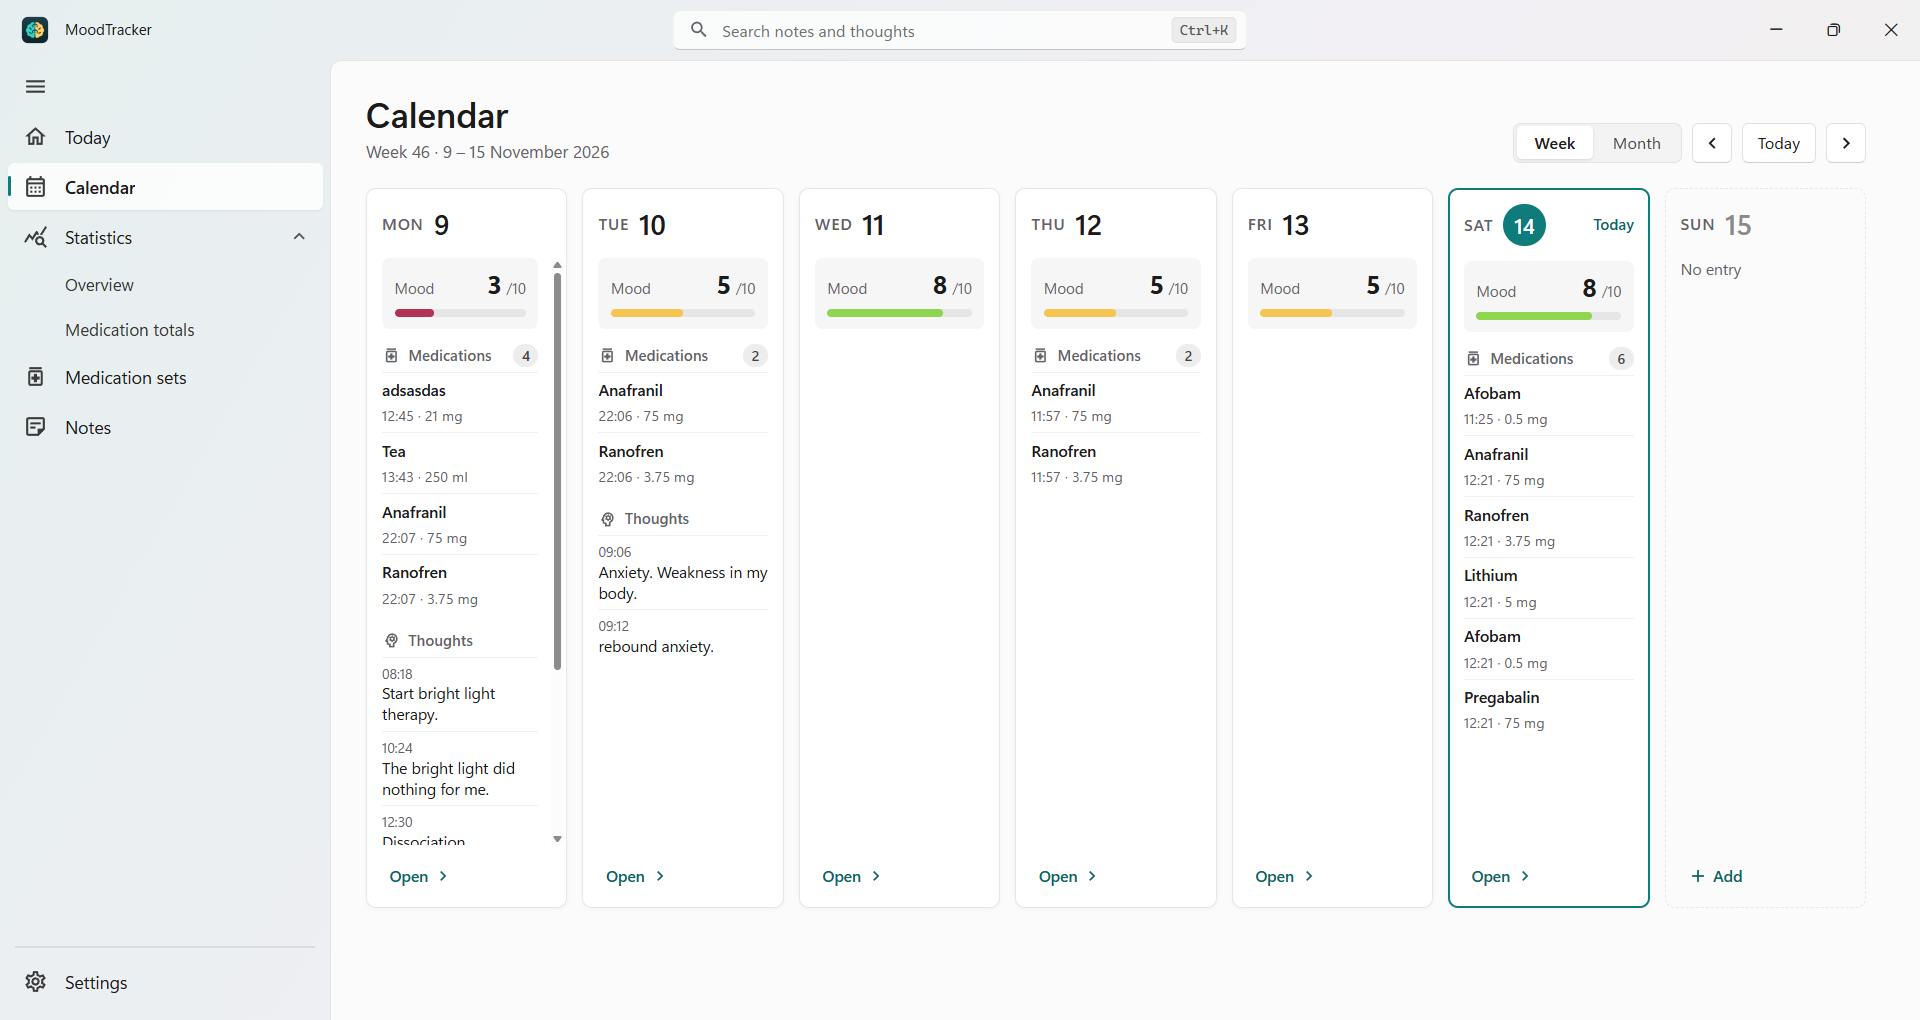 MoodTracker
Search notes and thoughts
Ctrl+K
Today
Calendar
Statistics
Overview
Medication totals
Medication sets
Notes
Settings
Calendar
Week 46 · 9 – 15 November 2026
Week
Month
Today
MON 9
Mood 3 /10
Medications 4
adsasdas
12:45 · 21 mg
Tea
13:43 · 250 ml
Anafranil
22:07 · 75 mg
Ranofren
22:07 · 3.75 mg
Thoughts
08:18
Start bright light
therapy.
10:24
The bright light did
nothing for me.
12:30
Dissociation
Open
TUE 10
Mood 5 /10
Medications 2
Anafranil
22:06 · 75 mg
Ranofren
22:06 · 3.75 mg
Thoughts
09:06
Anxiety. Weakness in my
body.
09:12
rebound anxiety.
Open
WED 11
Mood 8 /10
Open
THU 12
Mood 5 /10
Medications 2
Anafranil
11:57 · 75 mg
Ranofren
11:57 · 3.75 mg
Open
FRI 13
Mood 5 /10
Open
SAT 14 Today
Mood 8 /10
Medications 6
Afobam
11:25 · 0.5 mg
Anafranil
12:21 · 75 mg
Ranofren
12:21 · 3.75 mg
Lithium
12:21 · 5 mg
Afobam
12:21 · 0.5 mg
Pregabalin
12:21 · 75 mg
Open
SUN 15
No entry
+ Add